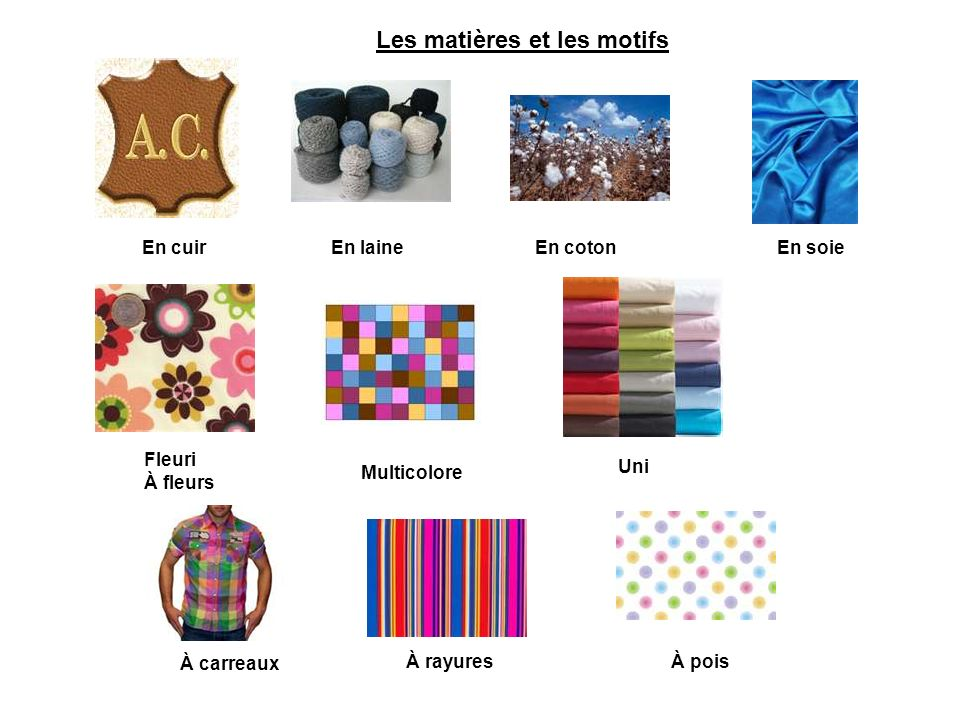 Les matières et les motifs
A.C.
En cuir
En laine
En coton
En soie
Fleuri
À fleurs
Multicolore
Uni
À carreaux
À rayures
À pois